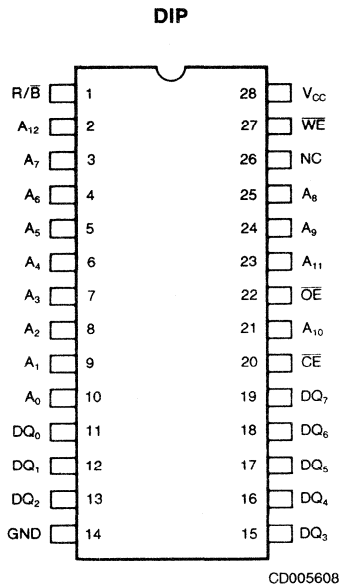 DIP
R/B̅ 1 28 V_CC
A₁₂ 2 27 W̅E̅
A₇ 3 26 NC
A₆ 4 25 A₈
A₅ 5 24 A₉
A₄ 6 23 A₁₁
A₃ 7 22 O̅E̅
A₂ 8 21 A₁₀
A₁ 9 20 C̅E̅
A₀ 10 19 DQ₇
DQ₀ 11 18 DQ₆
DQ₁ 12 17 DQ₅
DQ₂ 13 16 DQ₄
GND 14 15 DQ₃
CD005608